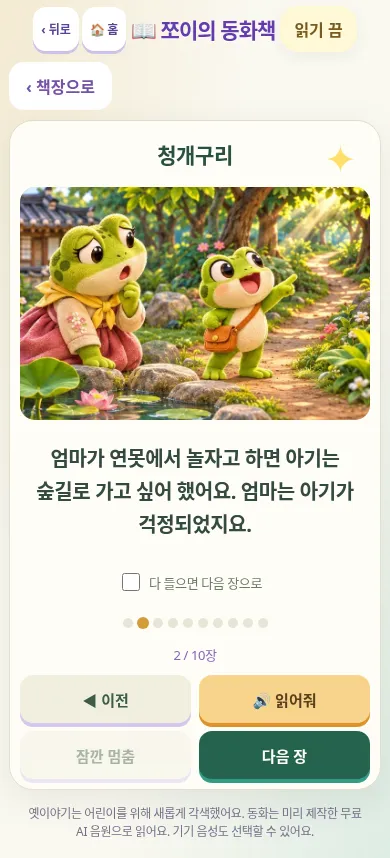 ‹ 뒤로 🏠 홈 📖 쪼이의 동화책 읽기 끔
‹ 책장으로
청개구리
엄마가 연못에서 놀자고 하면 아기는
숲길로 가고 싶어 했어요. 엄마는 아기가
걱정되었지요.
다 들으면 다음 장으로
2 / 10장
◀ 이전 🔊 읽어줘
잠깐 멈춤 다음 장
옛이야기는 어린이를 위해 새롭게 각색했어요. 동화는 미리 제작한 무료
AI 음원으로 읽어요. 기기 음성도 선택할 수 있어요.